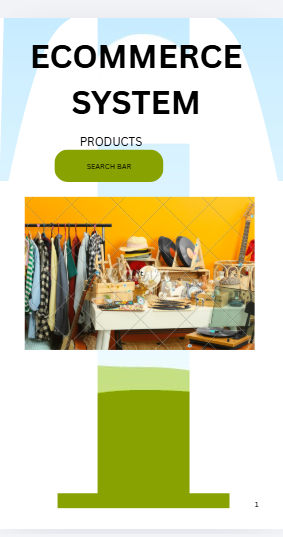 ECOMMERCE
SYSTEM
PRODUCTS
SEARCH BAR
1